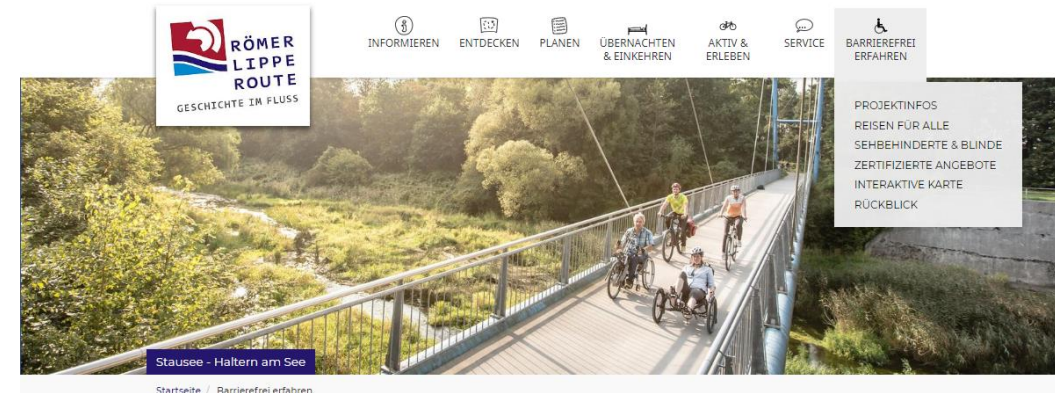 RÖMER
LIPPE
ROUTE
GESCHICHTE IM FLUSS
INFORMIEREN
ENTDECKEN
PLANEN
ÜBERNACHTEN
& EINKEHREN
AKTIV &
ERLEBEN
SERVICE
BARRIEREFREI
ERFAHREN
PROJEKTINFOS
REISEN FÜR ALLE
SEHBEHINDERTE & BLINDE
ZERTIFIZIERTE ANGEBOTE
INTERAKTIVE KARTE
RÜCKBLICK
Stausee - Haltern am See
Startseite / Barrierefrei erfahren